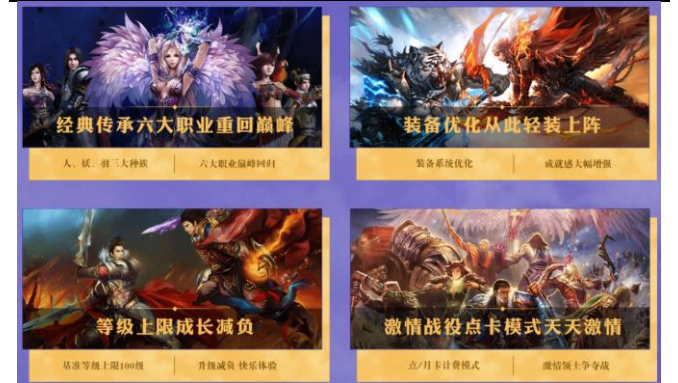 经典传承六大职业重回巅峰
人、妖、羽三大种族
六大职业巅峰回归
装备优化从此轻装上阵
装备系统优化
成就感大幅增强
等级上限成长减负
基准等级上限100级
升级减负 快乐体验
激情战役点卡模式天天激情
点/月卡计费模式
激情领土争夺战